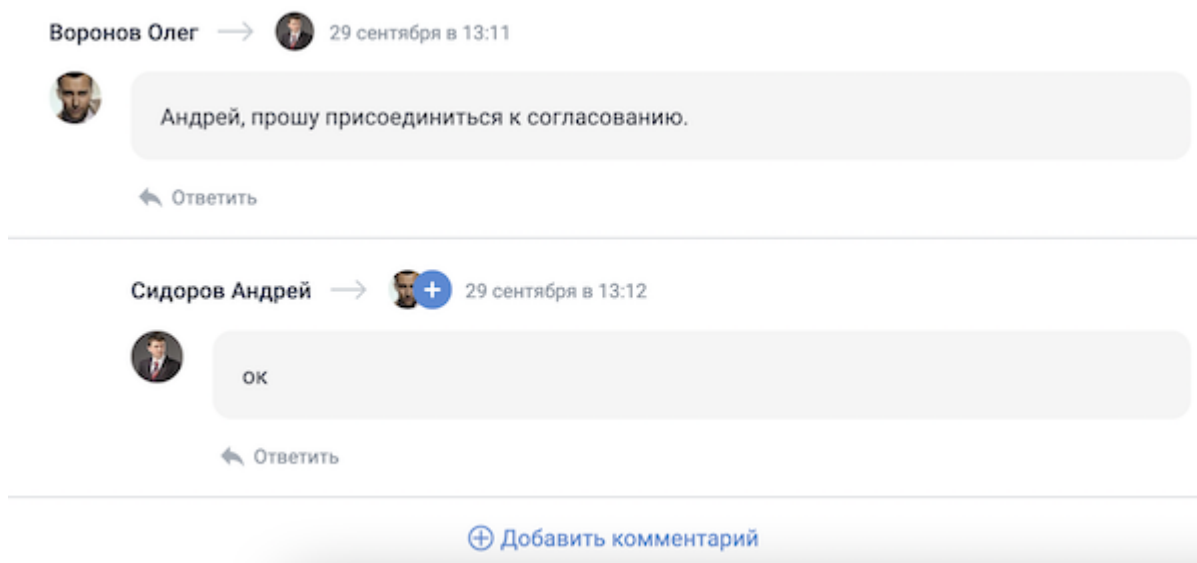 Воронов Олег 29 сентября в 13:11
Андрей, прошу присоединиться к согласованию.
Ответить
Сидоров Андрей 29 сентября в 13:12
ок
Ответить
Добавить комментарий